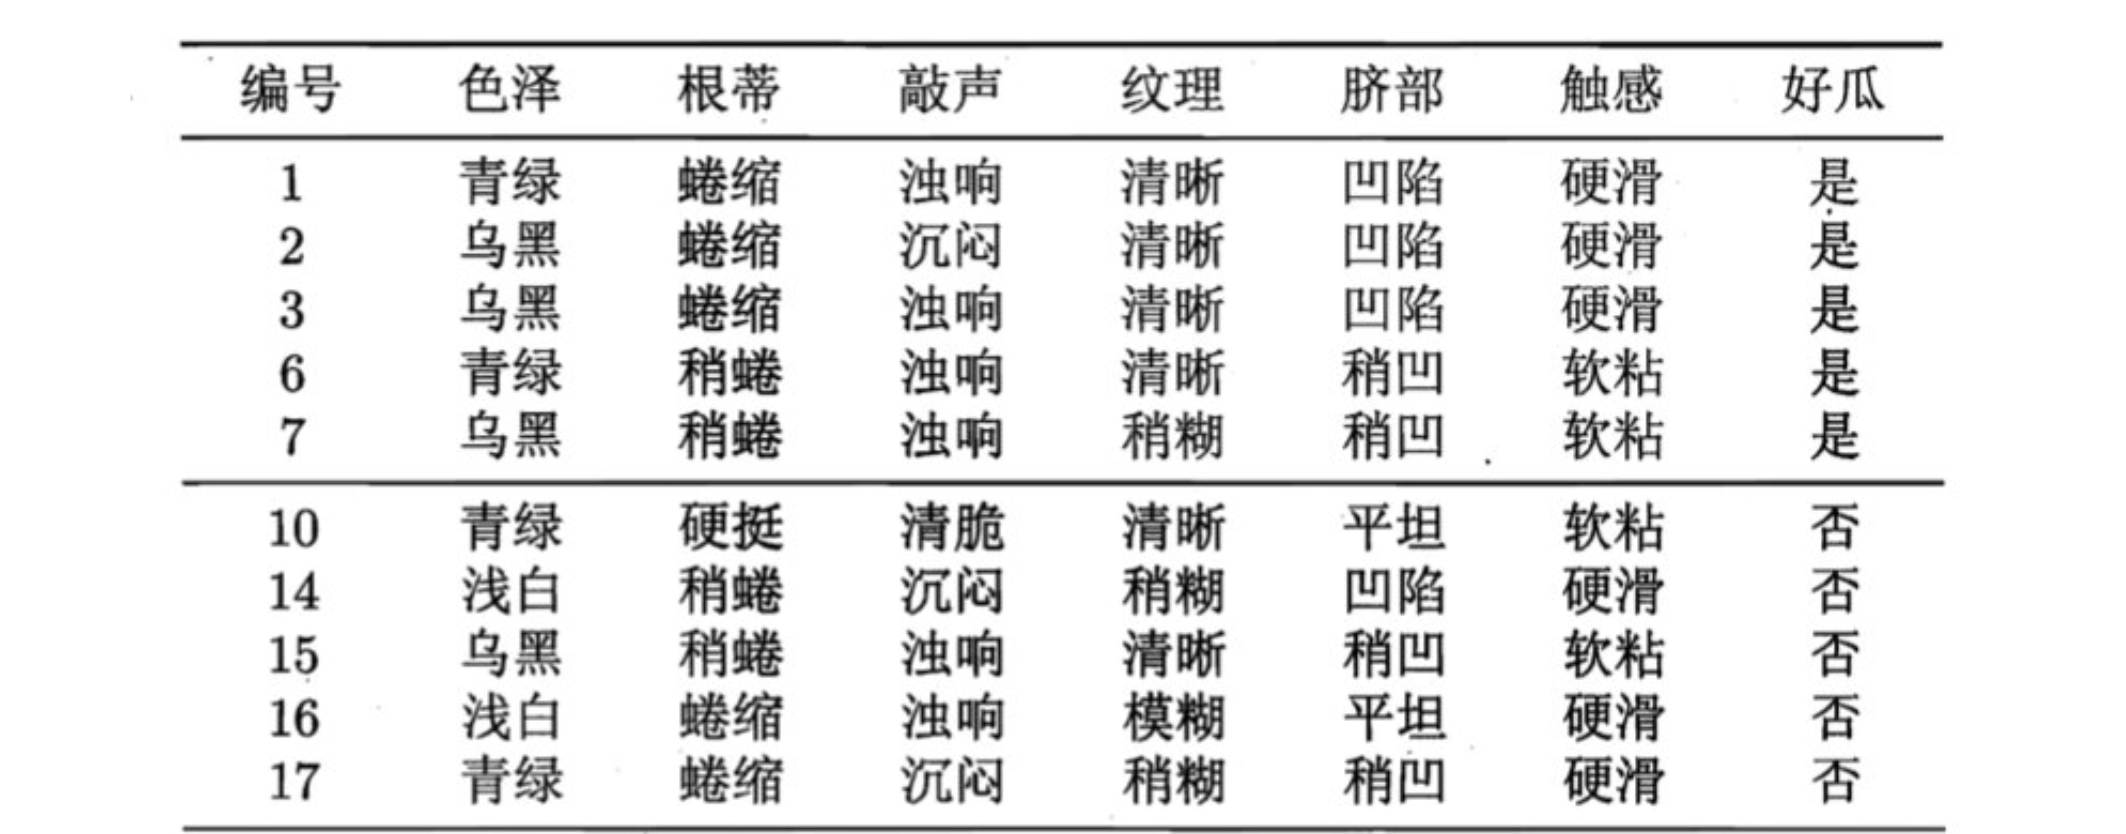 编号 色泽 根蒂 敲声 纹理 脐部 触感 好瓜
1 青绿 蜷缩 浊响 清晰 凹陷 硬滑 是
2 乌黑 蜷缩 沉闷 清晰 凹陷 硬滑 是
3 乌黑 蜷缩 浊响 清晰 凹陷 硬滑 是
6 青绿 稍蜷 浊响 清晰 稍凹 软粘 是
7 乌黑 稍蜷 浊响 稍糊 稍凹 软粘 是
10 青绿 硬挺 清脆 清晰 平坦 软粘 否
14 浅白 稍蜷 沉闷 稍糊 凹陷 硬滑 否
15 乌黑 稍蜷 浊响 清晰 稍凹 软粘 否
16 浅白 蜷缩 浊响 模糊 平坦 硬滑 否
17 青绿 蜷缩 沉闷 稍糊 稍凹 硬滑 否